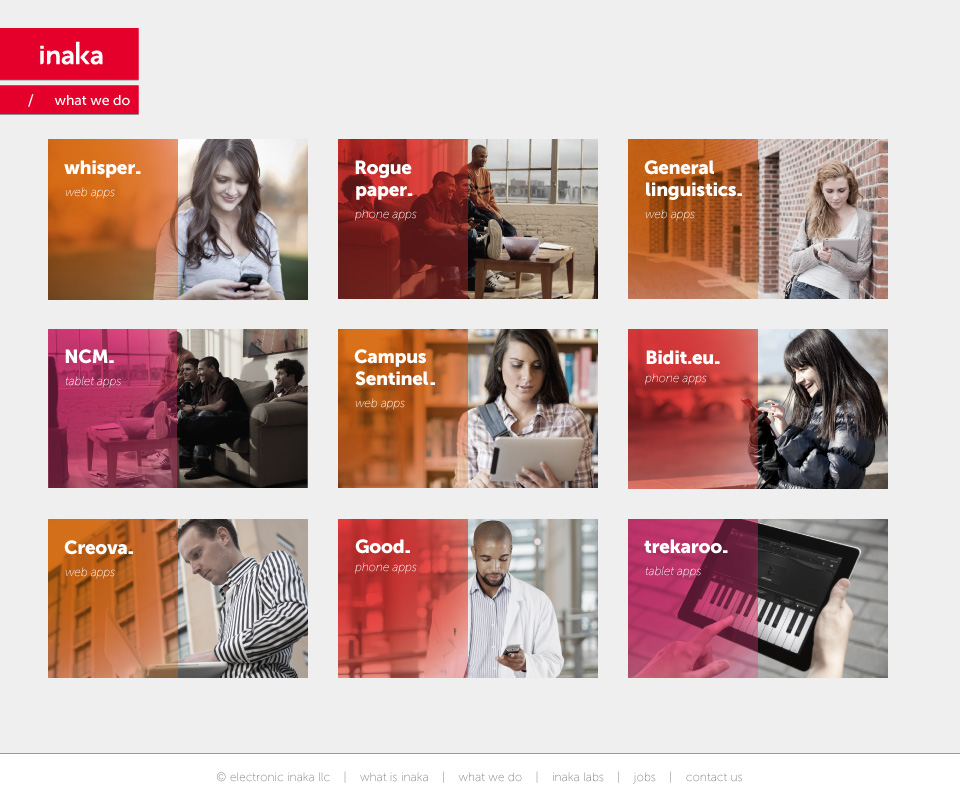 inaka
/ what we do
whisper.
web apps
Rogue
paper.
phone apps
General
linguistics.
web apps
NCM.
tablet apps
Campus
Sentinel.
web apps
Bidit.eu.
phone apps
Creova.
web apps
Good.
phone apps
trekaroo.
tablet apps
© electronic inaka llc | what is inaka | what we do | inaka labs | jobs | contact us